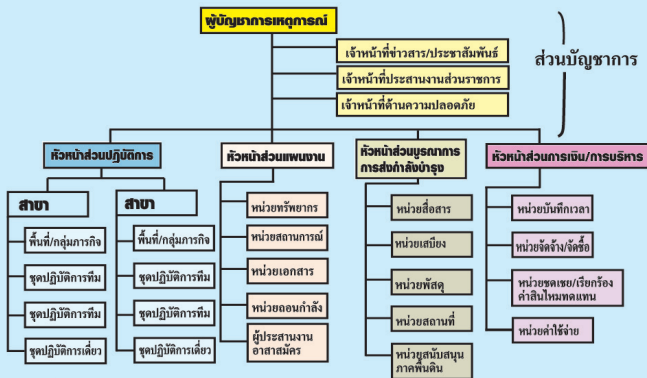 ผู้บัญชาการเหตุการณ์
เจ้าหน้าที่ข่าวสาร/ประชาสัมพันธ์
เจ้าหน้าที่ประสานงานส่วนราชการ
เจ้าหน้าที่ด้านความปลอดภัย
ส่วนบัญชาการ
หัวหน้าส่วนปฏิบัติการ
สาขา
พื้นที่/กลุ่มภารกิจ
ชุดปฏิบัติการทีม
ชุดปฏิบัติการทีม
ชุดปฏิบัติการเดี่ยว
สาขา
พื้นที่/กลุ่มภารกิจ
ชุดปฏิบัติการทีม
ชุดปฏิบัติการทีม
ชุดปฏิบัติการเดี่ยว
หัวหน้าส่วนแผนงาน
หน่วยทรัพยากร
หน่วยสถานการณ์
หน่วยเอกสาร
หน่วยถอนกำลัง
ผู้ประสานงาน
อาสาสมัคร
หัวหน้าส่วนบูรณาการ
การส่งกำลังบำรุง
หน่วยสื่อสาร
หน่วยเสบียง
หน่วยพัสดุ
หน่วยสถานที่
หน่วยสนับสนุน
ภาคพื้นดิน
หัวหน้าส่วนการเงิน/การบริหาร
หน่วยบันทึกเวลา
หน่วยจัดจ้าง/จัดซื้อ
หน่วยชดเชย/เรียกร้อง
ค่าสินไหมทดแทน
หน่วยค่าใช้จ่าย